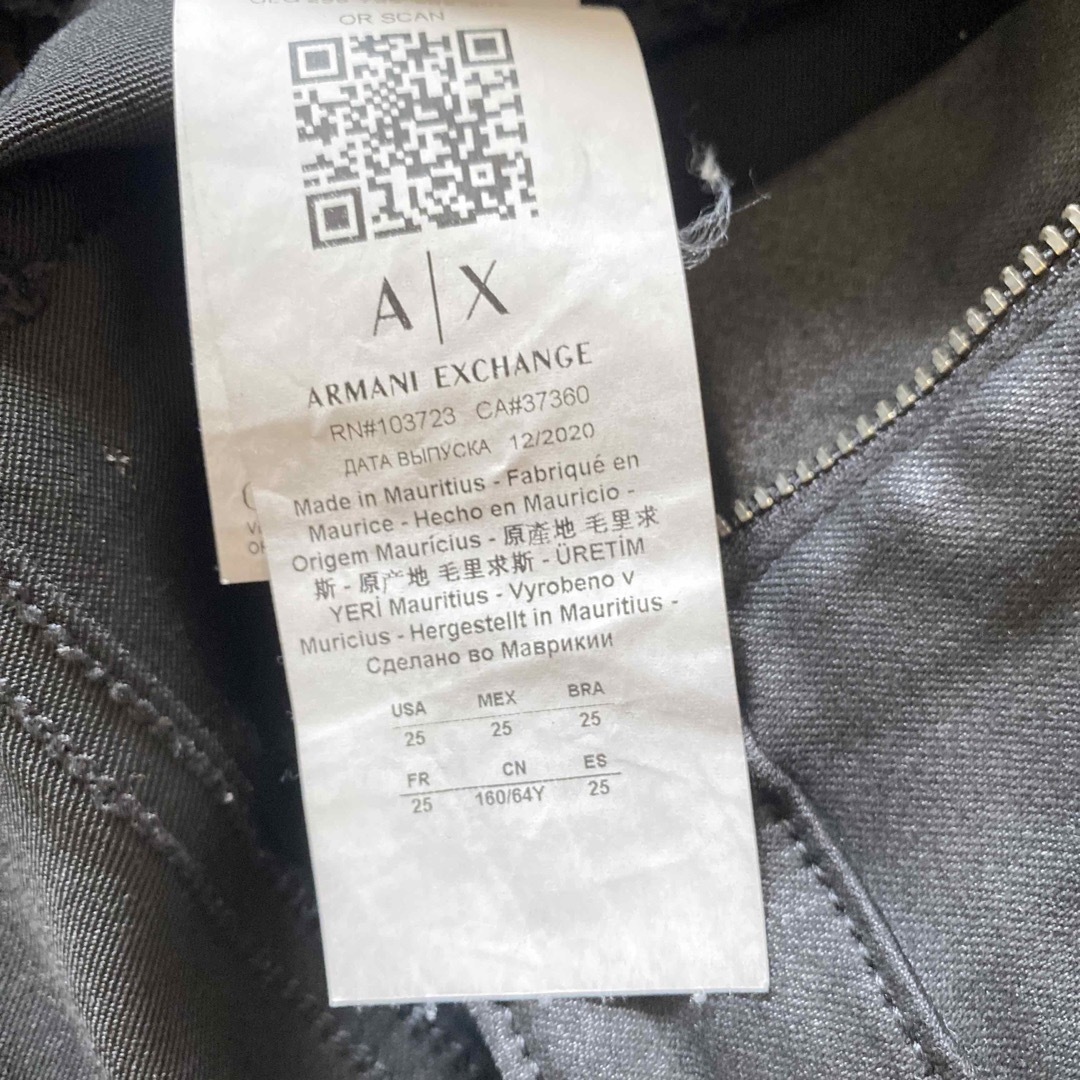 OR SCAN
A|X
ARMANI EXCHANGE
RN#103723 CA#37360
ДАТА ВЫПУСКА 12/2020
Made in Mauritius - Fabriqué en
Maurice - Hecho en Mauricio -
Origem Maurícius - 原產地 毛里求
斯 - 原产地 毛里求斯 - ÜRETİM
YERİ Mauritius - Vyrobeno v
Muricius - Hergestellt in Mauritius -
Сделано во Маврикии
USA MEX BRA
25 25 25
FR CN ES
25 160/64Y 25